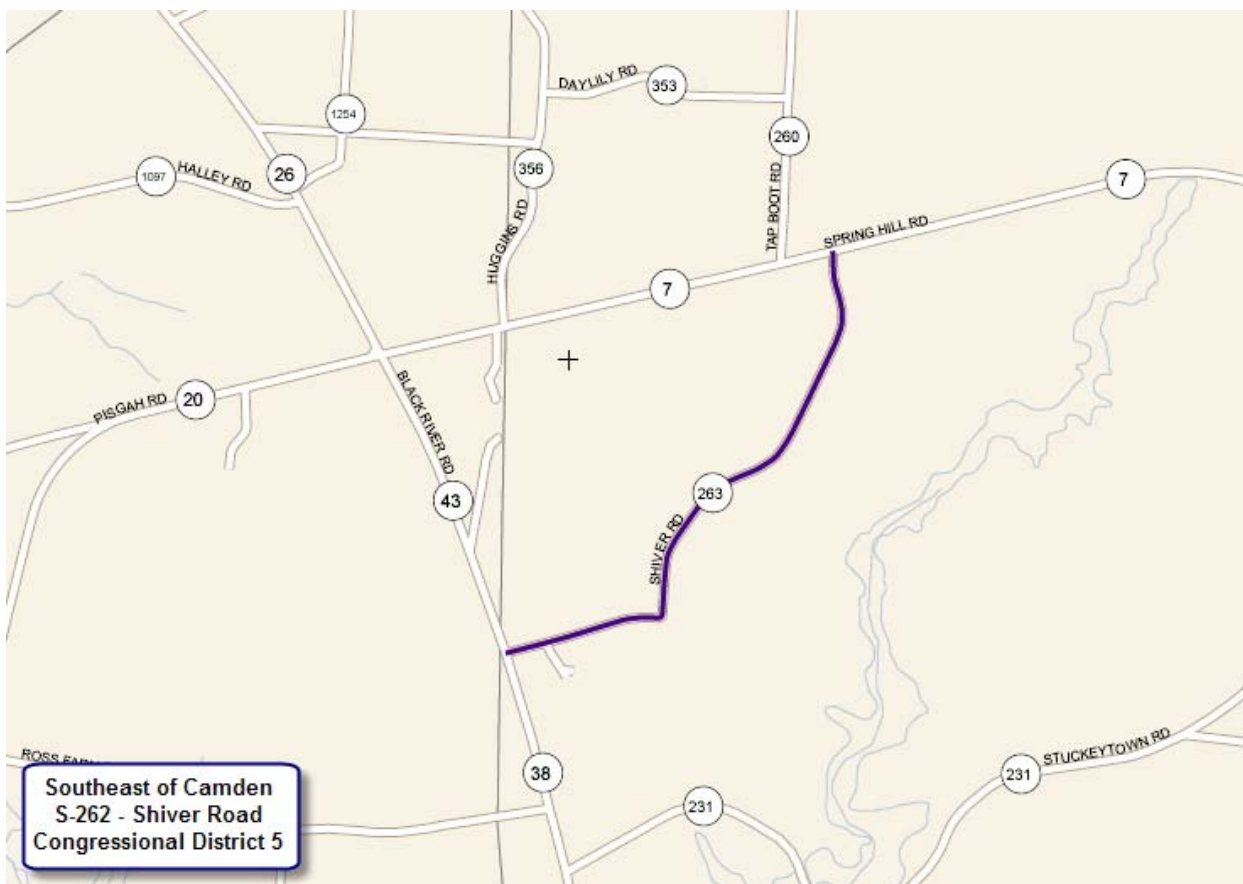 DAYLILY RD
353
1254
260
356
26
1097
HALLEY RD
7
HUGGINS RD
TAP BOOT RD
SPRING HILL RD
7
PISGAH RD
20
BLACK RIVER RD
43
263
SHIVER RD
38
231
STUCKEYTOWN RD
231
ROSS
Southeast of Camden
S-262 - Shiver Road
Congressional District 5